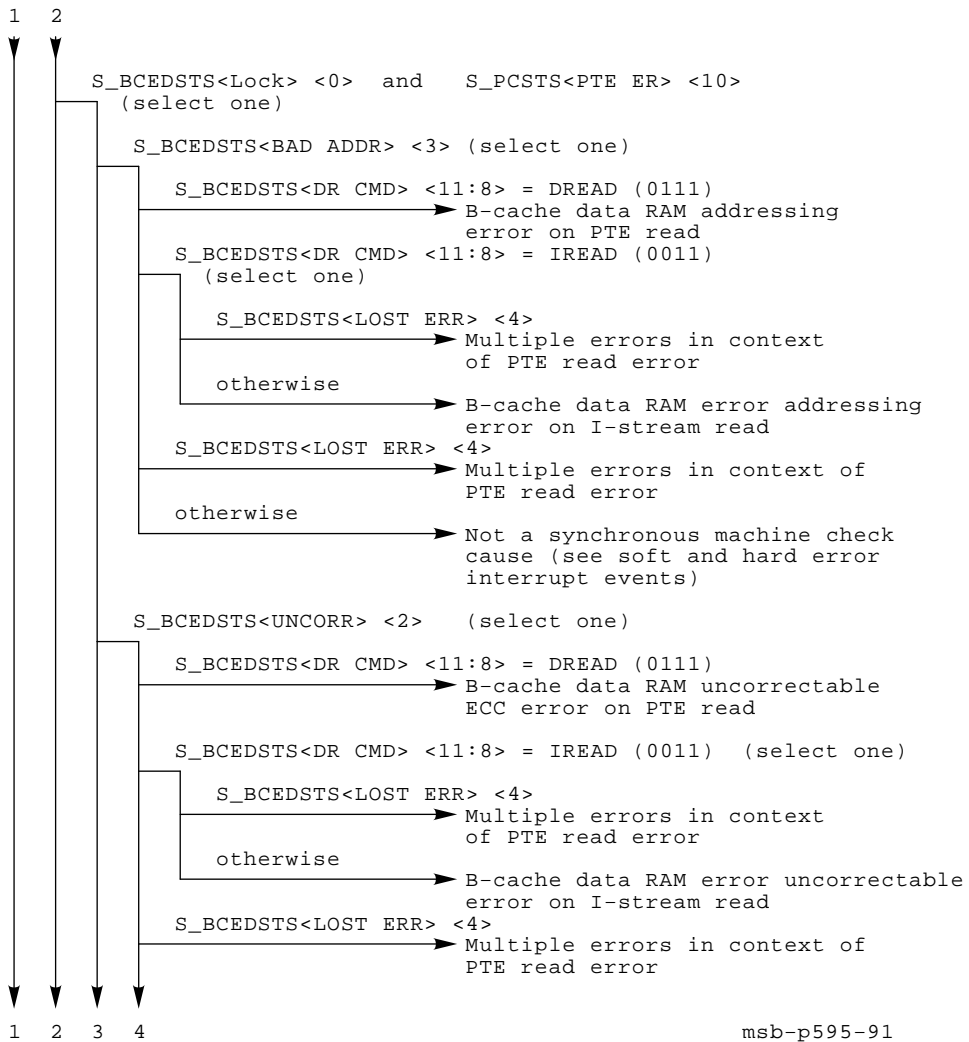 1 2
S_BCEDSTS<Lock> <0> and S_PCSTS<PTE ER> <10>
(select one)
S_BCEDSTS<BAD ADDR> <3> (select one)
S_BCEDSTS<DR CMD> <11:8> = DREAD (0111)
B-cache data RAM addressing
error on PTE read
S_BCEDSTS<DR CMD> <11:8> = IREAD (0011)
(select one)
S_BCEDSTS<LOST ERR> <4>
Multiple errors in context
of PTE read error
otherwise
B-cache data RAM error addressing
error on I-stream read
S_BCEDSTS<LOST ERR> <4>
Multiple errors in context of
PTE read error
otherwise
Not a synchronous machine check
cause (see soft and hard error
interrupt events)
S_BCEDSTS<UNCORR> <2> (select one)
S_BCEDSTS<DR CMD> <11:8> = DREAD (0111)
B-cache data RAM uncorrectable
ECC error on PTE read
S_BCEDSTS<DR CMD> <11:8> = IREAD (0011) (select one)
S_BCEDSTS<LOST ERR> <4>
Multiple errors in context
of PTE read error
otherwise
B-cache data RAM error uncorrectable
error on I-stream read
S_BCEDSTS<LOST ERR> <4>
Multiple errors in context of
PTE read error
1 2 3 4 msb-p595-91